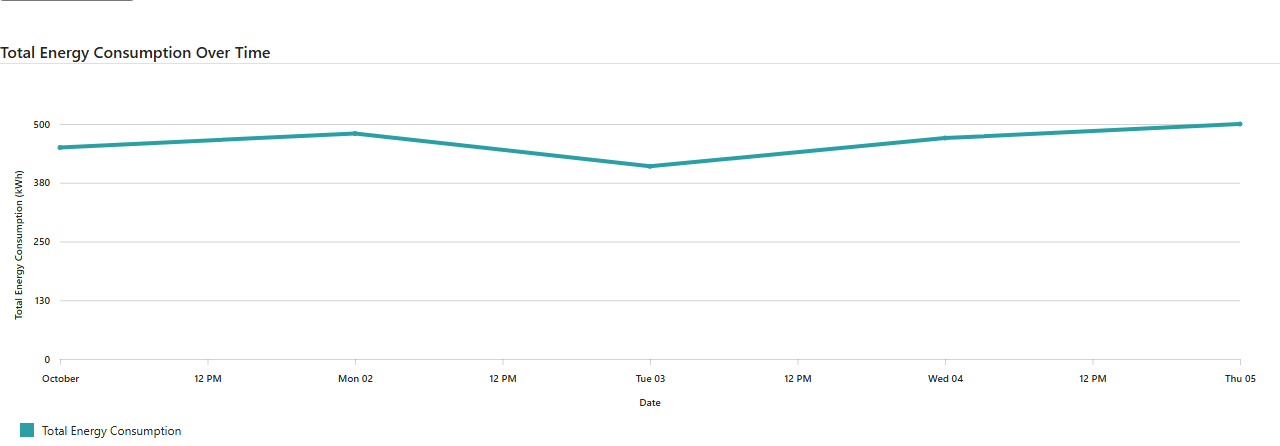 Total Energy Consumption Over Time
500
380
250
130
0
Total Energy Consumption (kWh)
October 12 PM Mon 02 12 PM Tue 03 12 PM Wed 04 12 PM Thu 05
Date
Total Energy Consumption